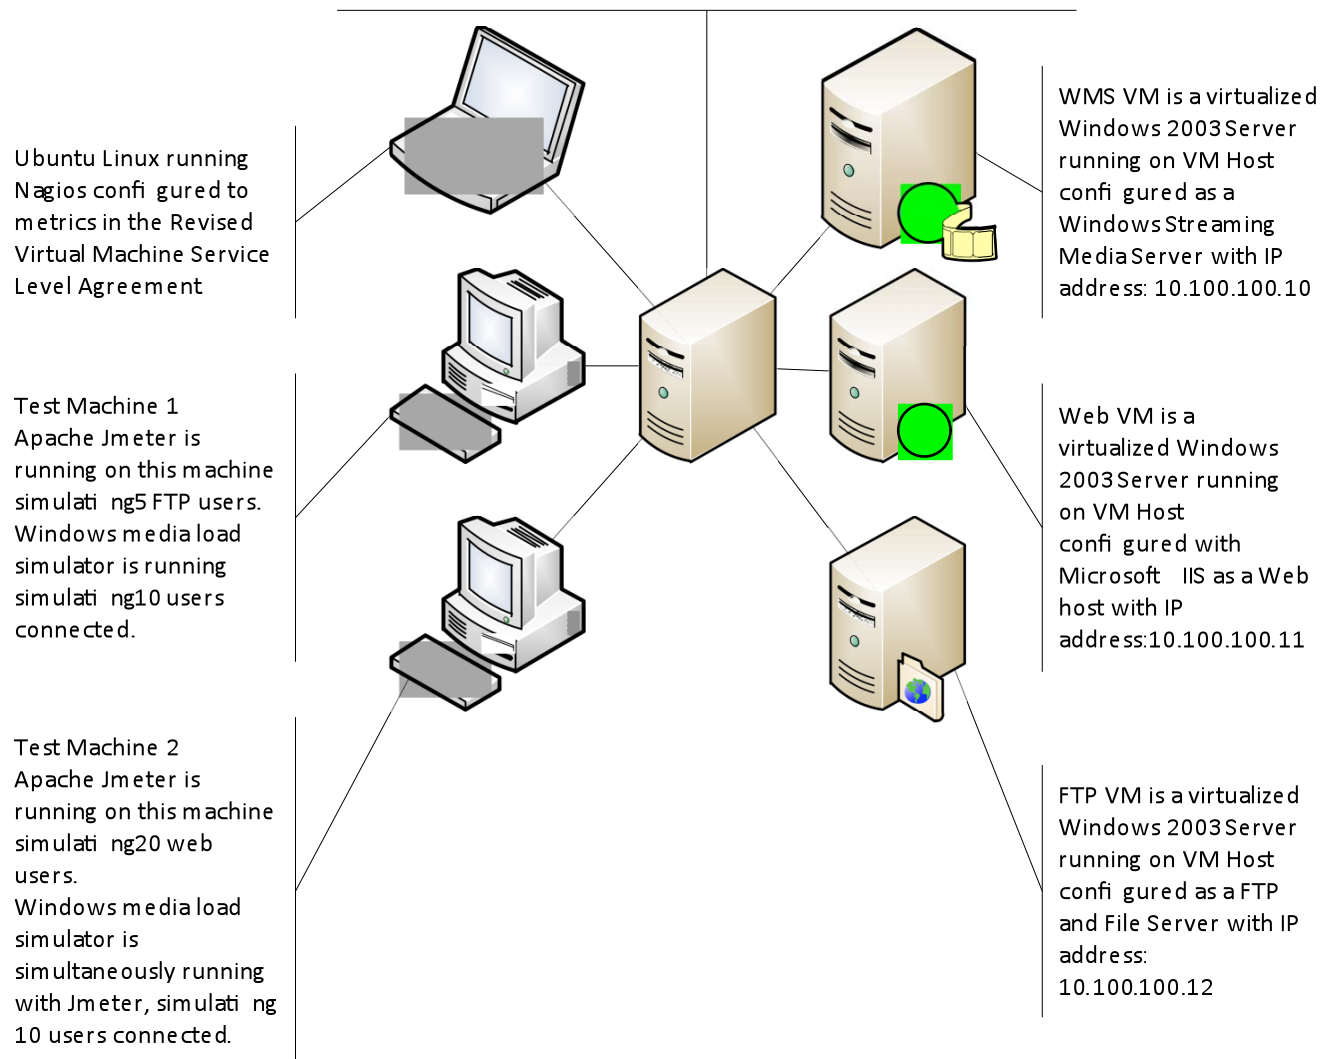 Ubuntu Linux running
Nagios confi gured to
metrics in the Revised
Virtual Machine Service
Level Agreement
Test Machine 1
Apache Jmeter is
running on this machine
simulati ng5 FTP users.
Windows media load
simulator is running
simulati ng10 users
connected.
Test Machine 2
Apache Jmeter is
running on this machine
simulati ng20 web
users.
Windows media load
simulator is
simultaneously running
with Jmeter, simulati ng
10 users connected.
WMS VM is a virtualized
Windows 2003 Server
running on VM Host
confi gured as a
Windows Streaming
Media Server with IP
address: 10.100.100.10
Web VM is a
virtualized Windows
2003 Server running
on VM Host
confi gured with
Microsoft IIS as a Web
host with IP
address:10.100.100.11
FTP VM is a virtualized
Windows 2003 Server
running on VM Host
confi gured as a FTP
and File Server with IP
address:
10.100.100.12